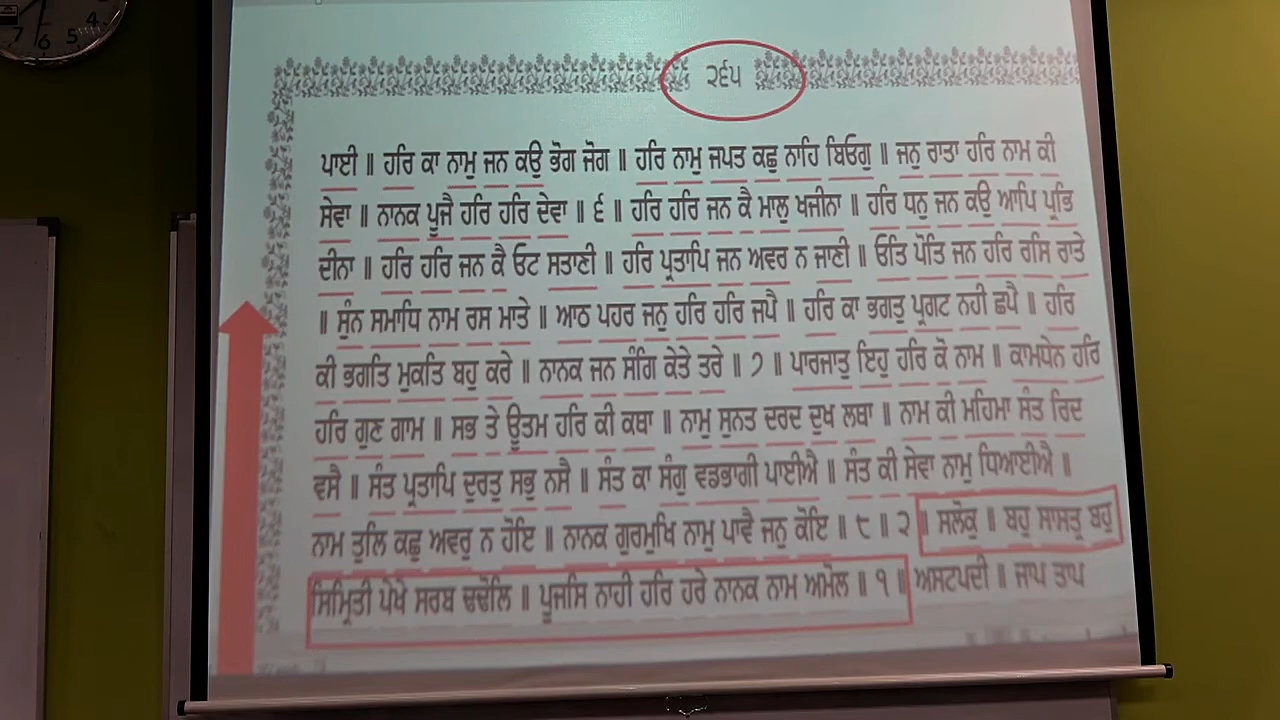 7 6 5 4
੨੬੫
ਪਾਈ ॥ ਹਰਿ ਕਾ ਨਾਮੁ ਜਨ ਕਉ ਭੋਗ ਜੋਗ ॥ ਹਰਿ ਨਾਮੁ ਜਪਤ ਕਛੁ ਨਾਹਿ ਬਿਓਗੁ ॥ ਜਨੁ ਰਾਤਾ ਹਰਿ ਨਾਮ ਕੀ
ਸੇਵਾ ॥ ਨਾਨਕ ਪੂਜੈ ਹਰਿ ਹਰਿ ਦੇਵਾ ॥ ੬ ॥ ਹਰਿ ਹਰਿ ਜਨ ਕੈ ਮਾਲੁ ਖਜੀਨਾ ॥ ਹਰਿ ਧਨੁ ਜਨ ਕਉ ਆਪਿ ਪ੍ਰਭਿ
ਦੀਨਾ ॥ ਹਰਿ ਹਰਿ ਜਨ ਕੈ ਓਟ ਸਤਾਣੀ ॥ ਹਰਿ ਪ੍ਰਤਾਪਿ ਜਨ ਅਵਰ ਨ ਜਾਣੀ ॥ ਓਤਿ ਪੋਤਿ ਜਨ ਹਰਿ ਰਸਿ ਰਾਤੇ
॥ ਸੁੰਨ ਸਮਾਧਿ ਨਾਮ ਰਸ ਮਾਤੇ ॥ ਆਠ ਪਹਰ ਜਨੁ ਹਰਿ ਹਰਿ ਜਪੈ ॥ ਹਰਿ ਕਾ ਭਗਤੁ ਪ੍ਰਗਟ ਨਹੀ ਛਪੈ ॥ ਹਰਿ
ਕੀ ਭਗਤਿ ਮੁਕਤਿ ਬਹੁ ਕਰੇ ॥ ਨਾਨਕ ਜਨ ਸੰਗਿ ਕੇਤੇ ਤਰੇ ॥ ੭ ॥ ਪਾਰਜਾਤੁ ਇਹੁ ਹਰਿ ਕੋ ਨਾਮ ॥ ਕਾਮਧੇਨ ਹਰਿ
ਹਰਿ ਗੁਣ ਗਾਮ ॥ ਸਭ ਤੇ ਊਤਮ ਹਰਿ ਕੀ ਕਥਾ ॥ ਨਾਮੁ ਸੁਨਤ ਦਰਦ ਦੁਖ ਲਥਾ ॥ ਨਾਮ ਕੀ ਮਹਿਮਾ ਸੰਤ ਰਿਦ
ਵਸੈ ॥ ਸੰਤ ਪ੍ਰਤਾਪਿ ਦੁਰਤੁ ਸਭੁ ਨਸੈ ॥ ਸੰਤ ਕਾ ਸੰਗੁ ਵਡਭਾਗੀ ਪਾਈਐ ॥ ਸੰਤ ਕੀ ਸੇਵਾ ਨਾਮੁ ਧਿਆਈਐ ॥
ਨਾਮ ਤੁਲਿ ਕਛੁ ਅਵਰੁ ਨ ਹੋਇ ॥ ਨਾਨਕ ਗੁਰਮੁਖਿ ਨਾਮੁ ਪਾਵੈ ਜਨੁ ਕੋਇ ॥ ੮ ॥ ੨ ॥ ਸਲੋਕੁ ॥ ਬਹੁ ਸਾਸਤ੍ਰ ਬਹੁ
ਸਿਮ੍ਰਿਤੀ ਪੇਖੇ ਸਰਬ ਢਢੋਲਿ ॥ ਪੂਜਸਿ ਨਾਹੀ ਹਰਿ ਹਰੇ ਨਾਨਕ ਨਾਮ ਅਮੋਲ ॥ ੧ ॥ ਅਸਟਪਦੀ ॥ ਜਾਪ ਤਾਪ